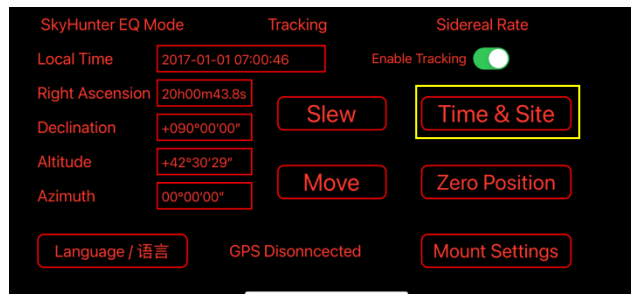 SkyHunter EQ Mode Tracking Sidereal Rate
Local Time 2017-01-01 07:00:46 Enable Tracking
Right Ascension 20h00m43.8s
Slew Time & Site
Declination +090°00'00"
Altitude +42°30'29"
Move Zero Position
Azimuth 00°00'00"
Language / 语言 GPS Disonncected Mount Settings